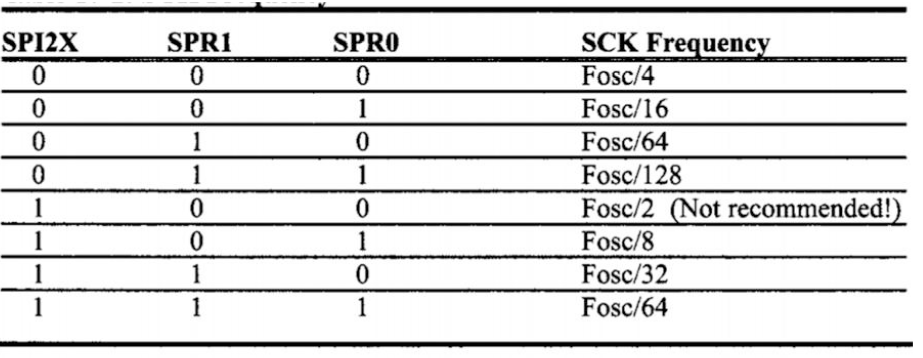 SPI2X SPR1 SPR0 SCK Frequency
0 0 0 Fosc/4
0 0 1 Fosc/16
0 1 0 Fosc/64
0 1 1 Fosc/128
1 0 0 Fosc/2 (Not recommended!)
1 0 1 Fosc/8
1 1 0 Fosc/32
1 1 1 Fosc/64